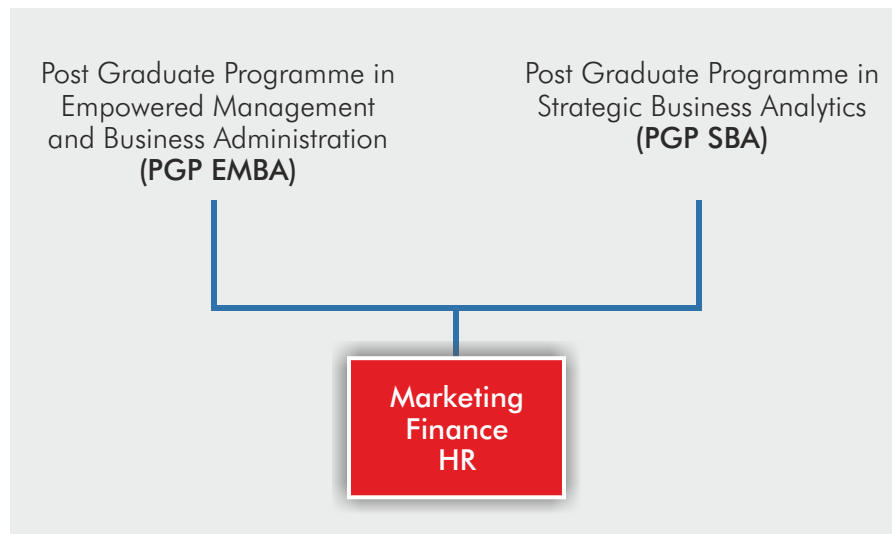 Post Graduate Programme in
Empowered Management
and Business Administration
(PGP EMBA)
Post Graduate Programme in
Strategic Business Analytics
(PGP SBA)
Marketing
Finance
HR